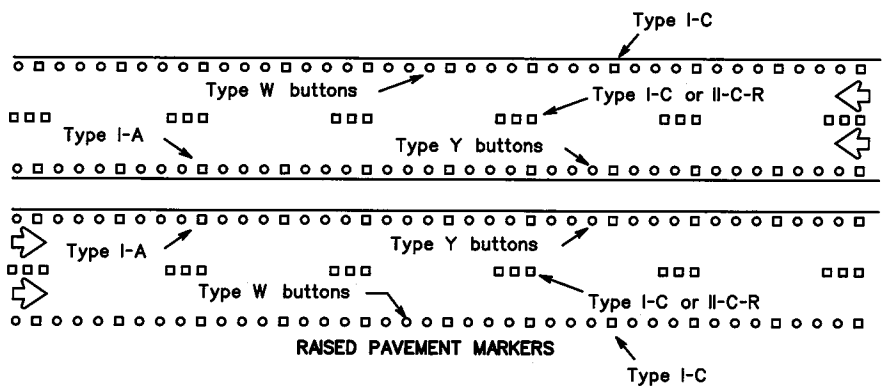 Type I-C
Type W buttons
Type I-C or II-C-R
Type I-A
Type Y buttons
Type I-A
Type Y buttons
Type W buttons
Type I-C or II-C-R
RAISED PAVEMENT MARKERS
Type I-C